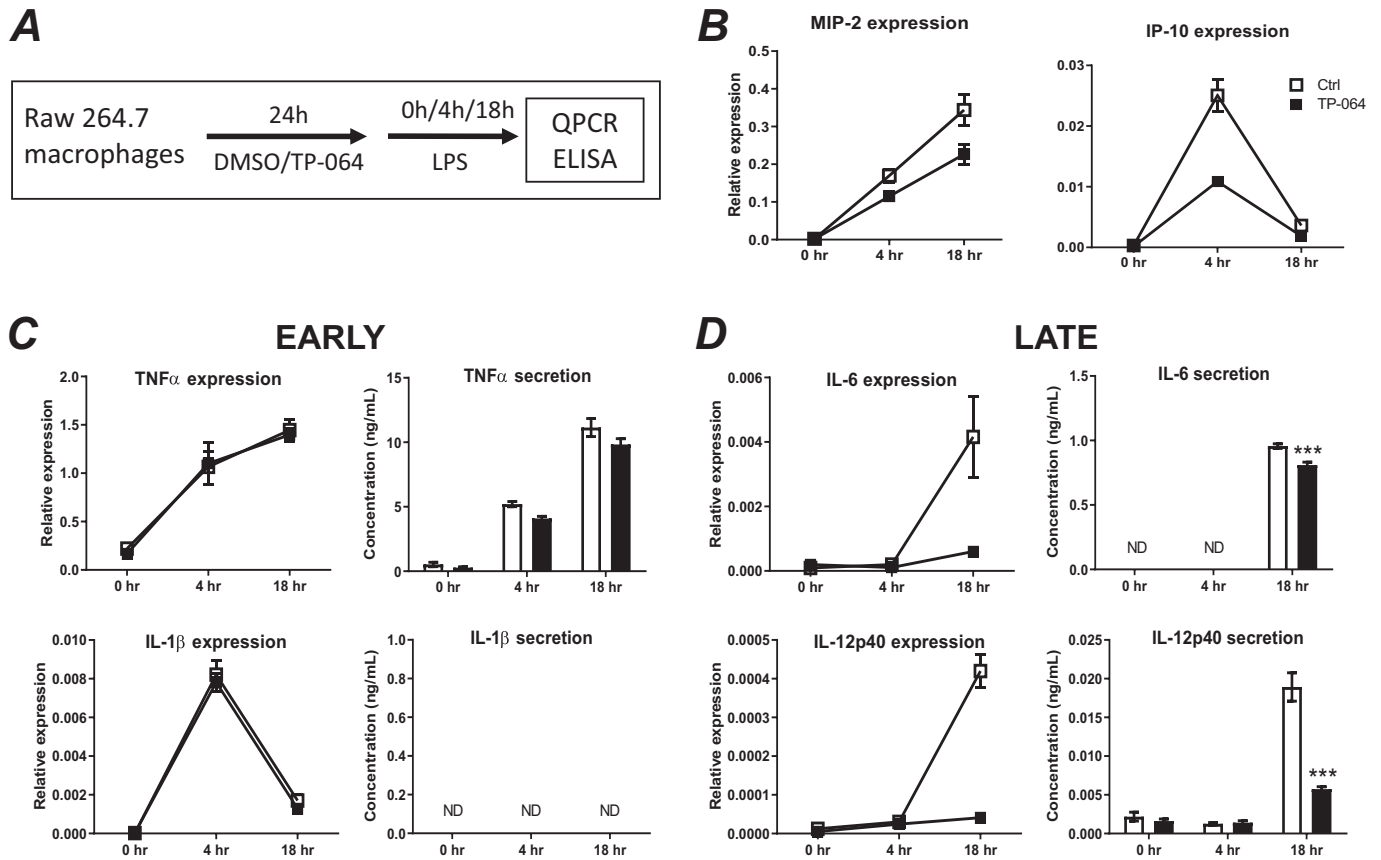 A
Raw 264.7
macrophages
24h
DMSO/TP-064
0h/4h/18h
LPS
QPCR
ELISA
B
MIP-2 expression
Relative expression
0.5
0.4
0.3
0.2
0.1
0.0
0 hr
4 hr
18 hr
IP-10 expression
0.03
0.02
0.01
0.00
0 hr
4 hr
18 hr
Ctrl
TP-064
C
EARLY
TNFα expression
Relative expression
2.0
1.5
1.0
0.5
0.0
0 hr
4 hr
18 hr
TNFα secretion
Concentration (ng/mL)
15
10
5
0
0 hr
4 hr
18 hr
IL-1β expression
Relative expression
0.010
0.008
0.006
0.004
0.002
0.000
0 hr
4 hr
18 hr
IL-1β secretion
Concentration (ng/mL)
1.0
0.8
0.6
0.4
0.2
0.0
ND
ND
ND
0 hr
4 hr
18 hr
D
LATE
IL-6 expression
Relative expression
0.006
0.004
0.002
0.000
0 hr
4 hr
18 hr
IL-6 secretion
Concentration (ng/mL)
1.5
1.0
0.5
0.0
ND
ND
***
0 hr
4 hr
18 hr
IL-12p40 expression
Relative expression
0.0005
0.0004
0.0003
0.0002
0.0001
0.0000
0 hr
4 hr
18 hr
IL-12p40 secretion
Concentration (ng/mL)
0.025
0.020
0.015
0.010
0.005
0.000
***
0 hr
4 hr
18 hr